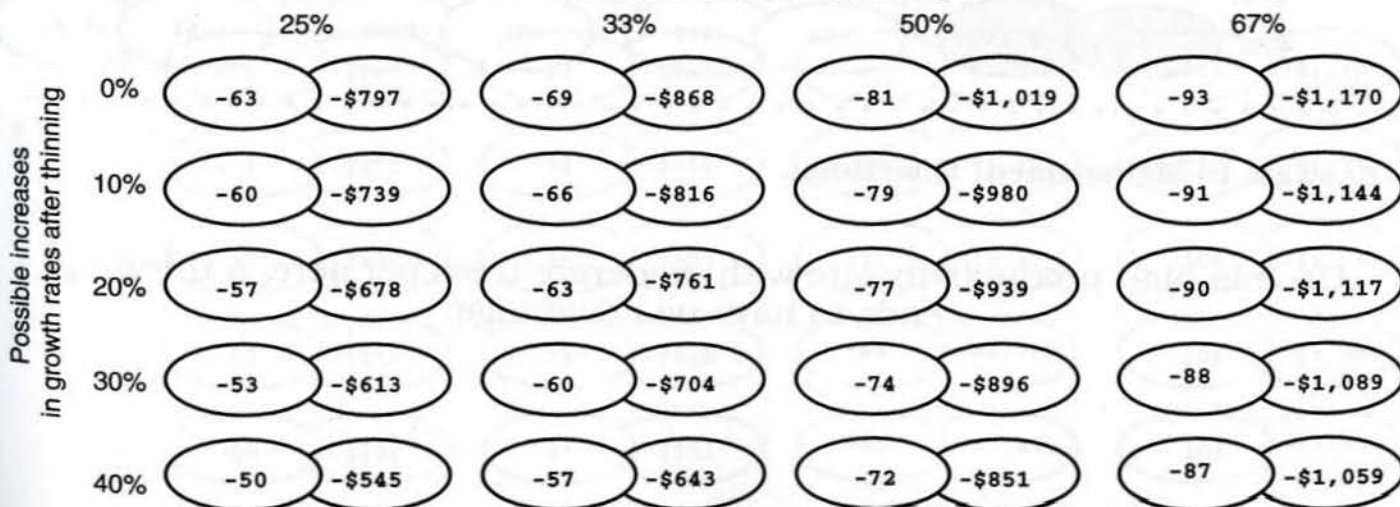 25% 33% 50% 67%
Possible increases
in growth rates after thinning
0% -63 -$797 -69 -$868 -81 -$1,019 -93 -$1,170
10% -60 -$739 -66 -$816 -79 -$980 -91 -$1,144
20% -57 -$678 -63 -$761 -77 -$939 -90 -$1,117
30% -53 -$613 -60 -$704 -74 -$896 -88 -$1,089
40% -50 -$545 -57 -$643 -72 -$851 -87 -$1,059